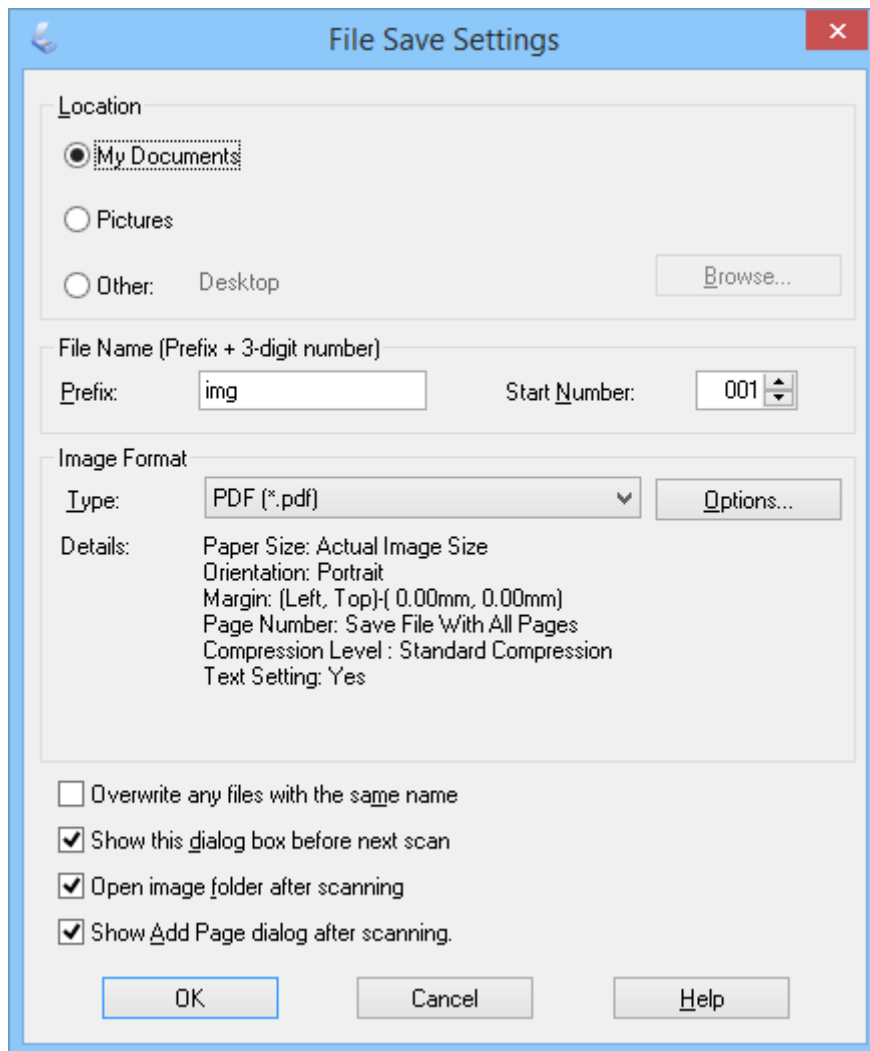 File Save Settings
Location
My Documents
Pictures
Other: Desktop Browse...
File Name (Prefix + 3-digit number)
Prefix: img Start Number: 001
Image Format
Type: PDF (*.pdf) Options...
Details: Paper Size: Actual Image Size
Orientation: Portrait
Margin: (Left, Top)-( 0.00mm, 0.00mm)
Page Number: Save File With All Pages
Compression Level : Standard Compression
Text Setting: Yes
Overwrite any files with the same name
Show this dialog box before next scan
Open image folder after scanning
Show Add Page dialog after scanning.
OK Cancel Help